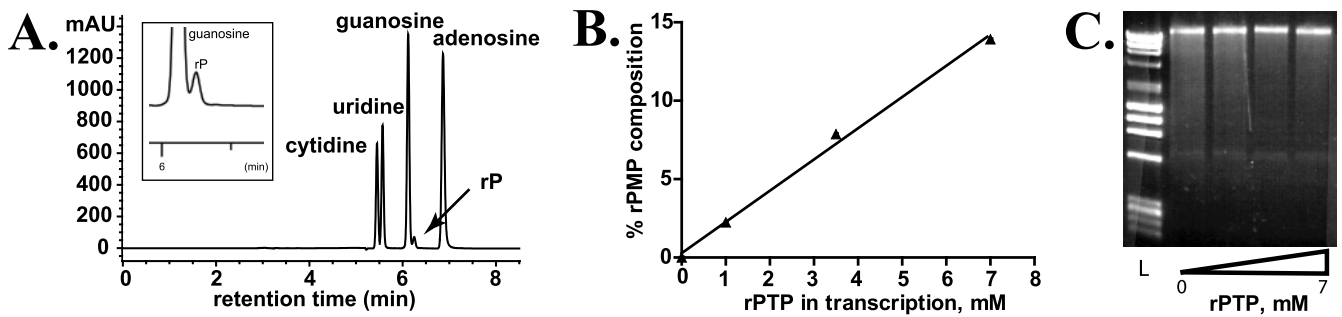 A.
mAU
1200
1000
800
600
400
200
0
0 2 4 6 8
retention time (min)
guanosine
rP
6 (min)
cytidine
uridine
guanosine
adenosine
rP
B.
% rPMP composition
15
10
5
0
0 1 2 3 4 5 6 7 8
rPTP in transcription, mM
C.
L
0 7
rPTP, mM